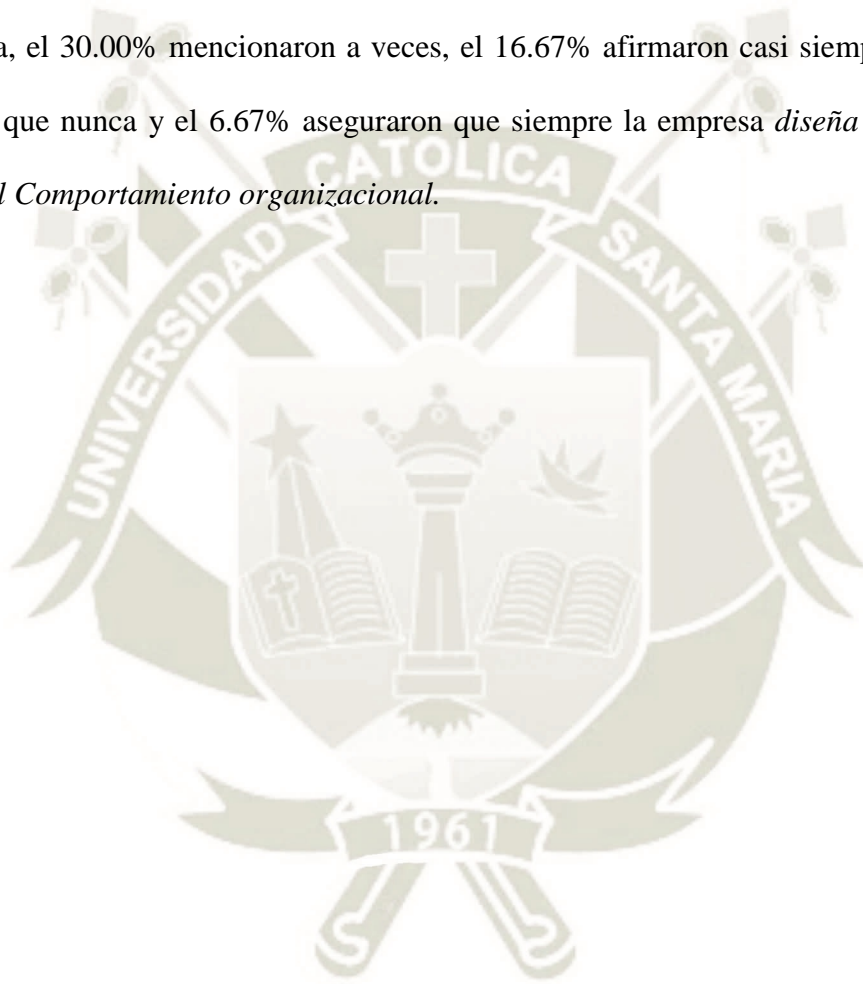 a, el 30.00% mencionaron a veces, el 16.67% afirmaron casi siemp
que nunca y el 6.67% aseguraron que siempre la empresa diseña
l Comportamiento organizacional.
UNIVERSIDAD CATOLICA SANTA MARIA
1961